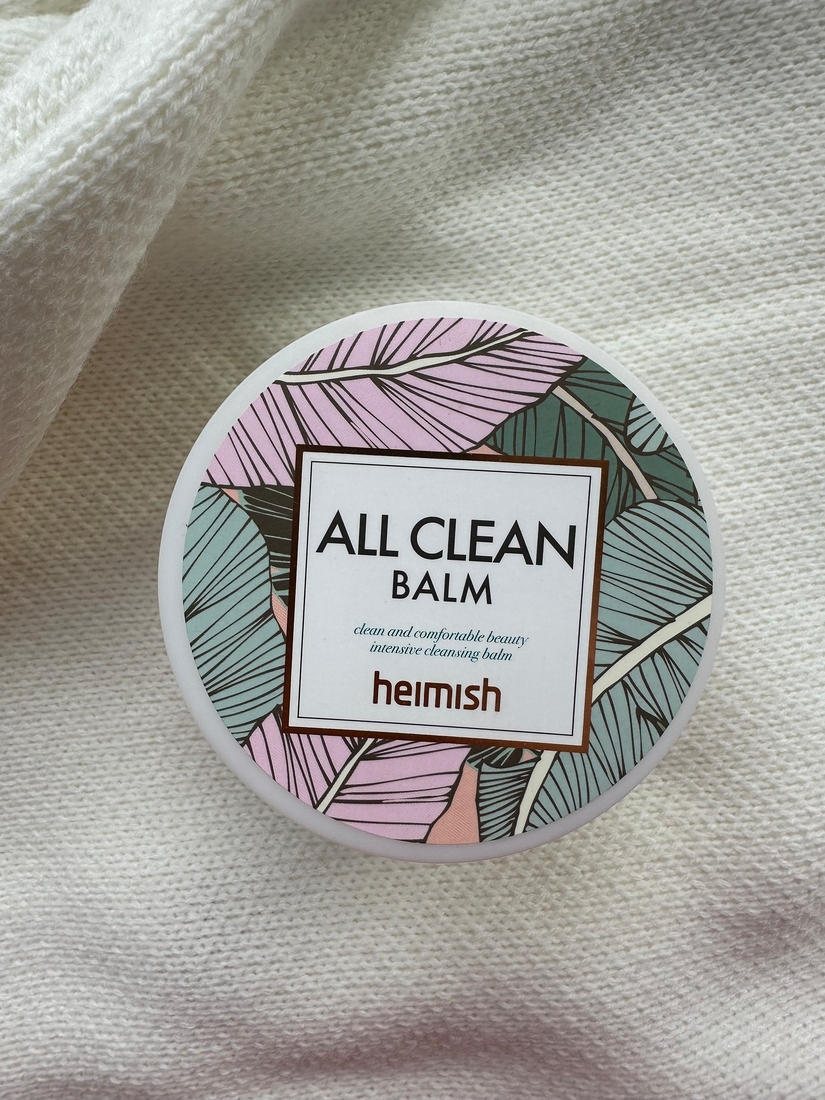 ALL CLEAN
BALM
clean and comfortable beauty
intensive cleansing balm
heimish